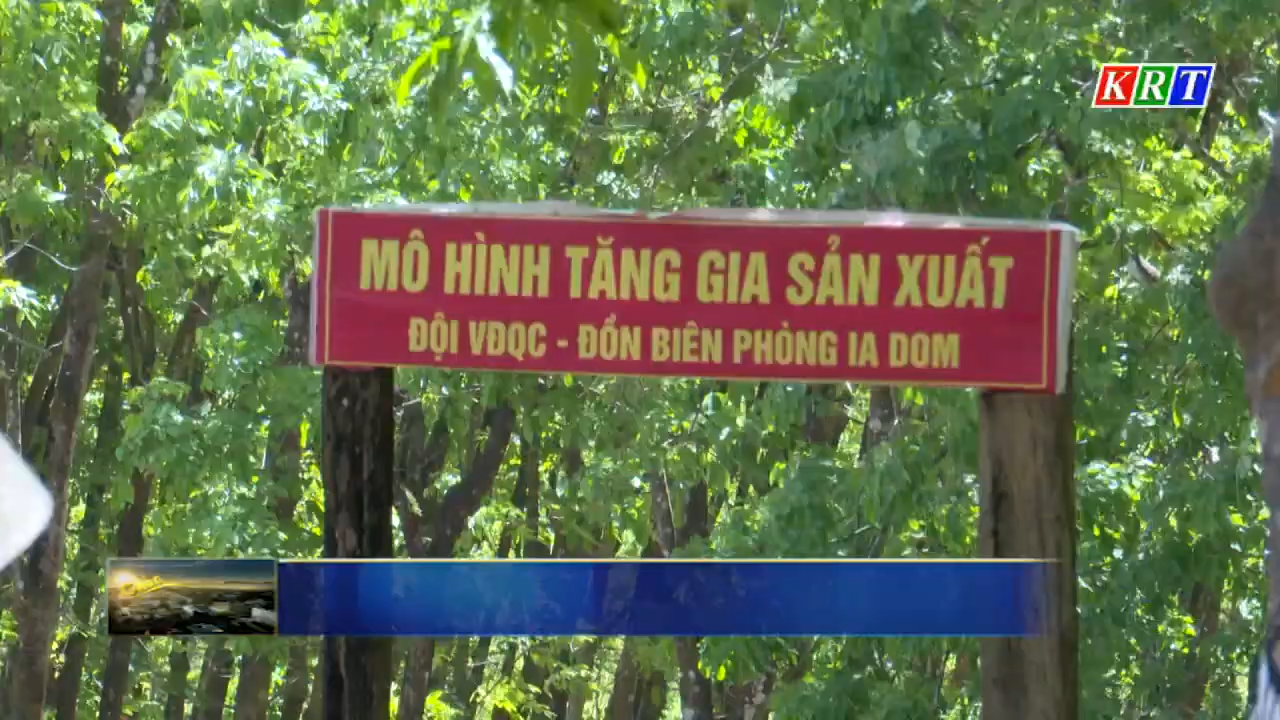 KRT
MÔ HÌNH TĂNG GIA SẢN XUẤT
ĐỘI VĐQC - ĐỒN BIÊN PHÒNG IA DOM